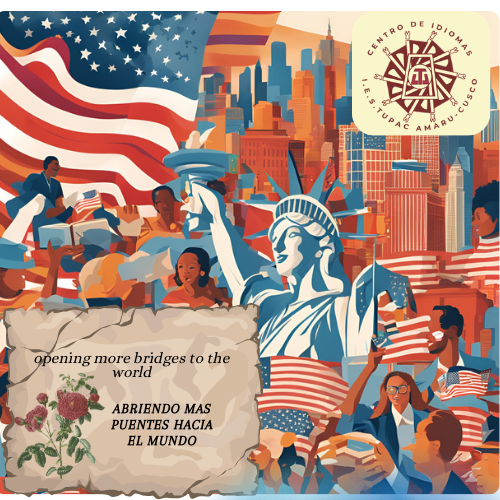 CENTRO DE IDIOMAS
I.E.S.TUPAC AMARU-CUSCO
opening more bridges to the
world
ABRIENDO MAS
PUENTES HACIA
EL MUNDO